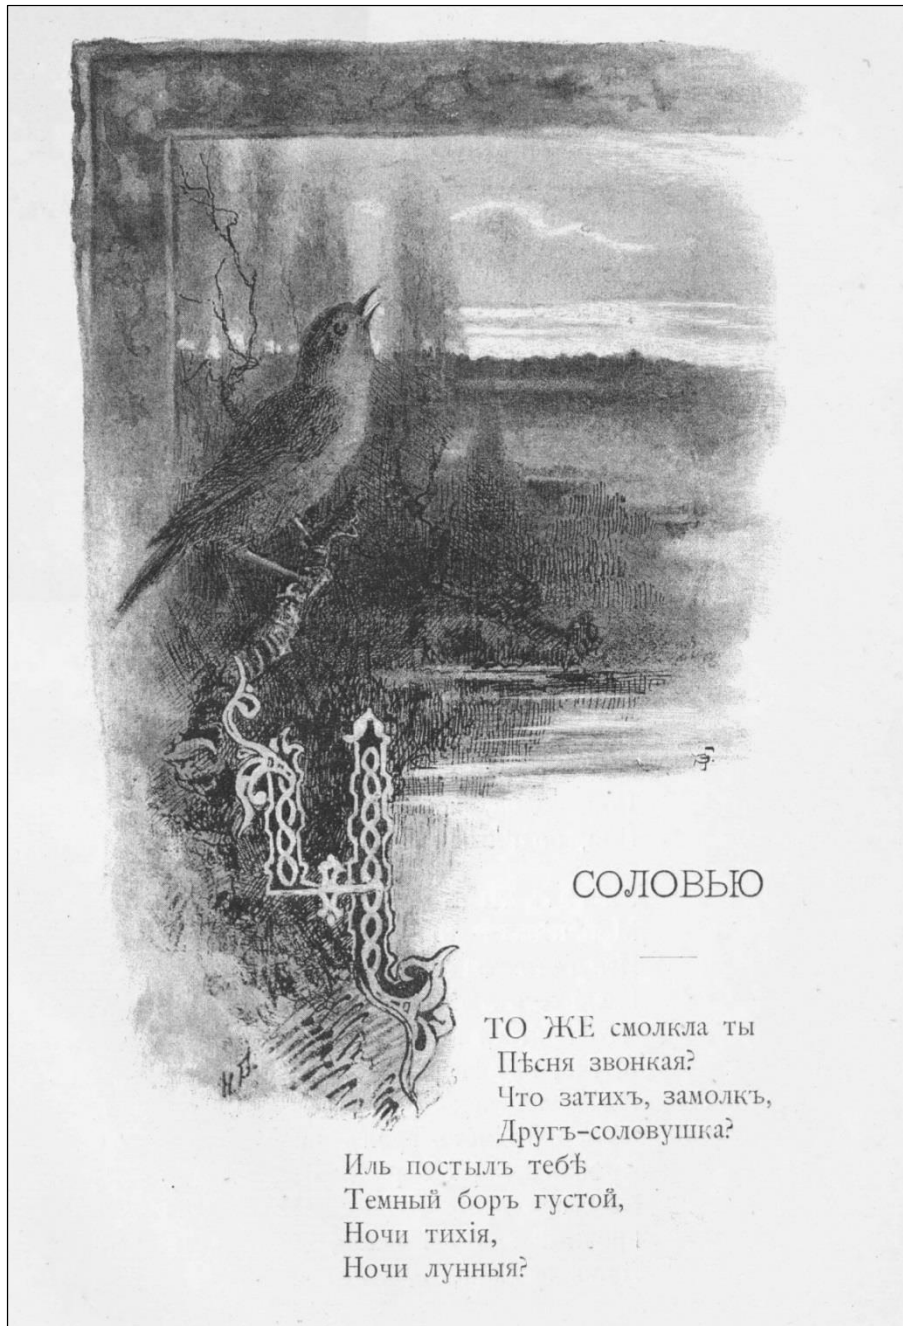 СОЛОВЬЮ
ЧТО ЖЕ смолкла ты
Пѣсня звонкая?
Что затихъ, замолкъ,
Другъ-соловушка?
Иль постылъ тебѣ
Темный боръ густой,
Ночи тихія,
Ночи лунныя?